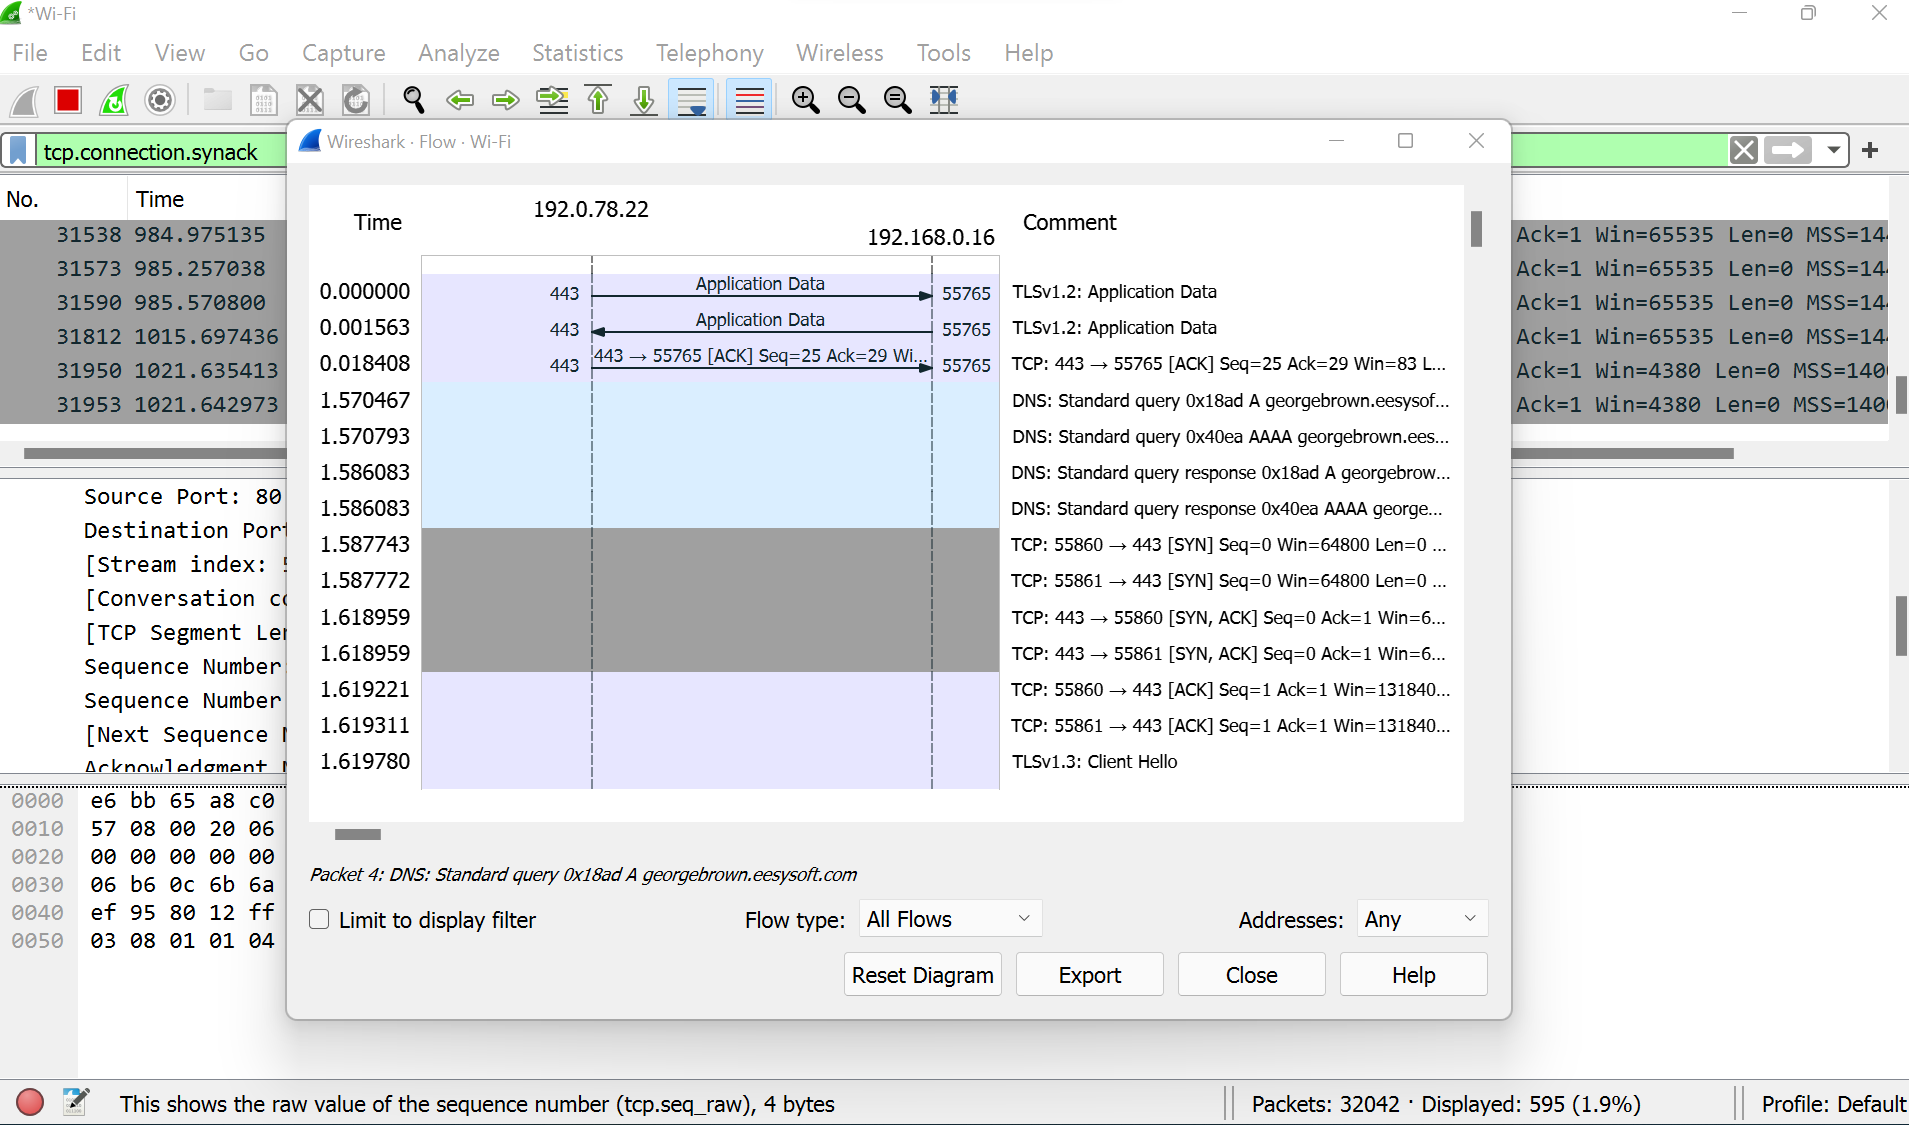 *Wi-Fi
File Edit View Go Capture Analyze Statistics Telephony Wireless Tools Help
tcp.connection.synack
No. Time
31538 984.975135 Ack=1 Win=65535 Len=0 MSS=14
31573 985.257038 Ack=1 Win=65535 Len=0 MSS=14
31590 985.570800 Ack=1 Win=65535 Len=0 MSS=14
31812 1015.697436 Ack=1 Win=65535 Len=0 MSS=14
31950 1021.635413 Ack=1 Win=4380 Len=0 MSS=140
31953 1021.642973 Ack=1 Win=4380 Len=0 MSS=140
Source Port: 80
Destination Port
[Stream index:
[Conversation
[TCP Segment Len
Sequence Number
Sequence Number
[Next Sequence
Acknowledgment
0000 e6 bb 65 a8 c0
0010 57 08 00 20 06
0020 00 00 00 00 00
0030 06 b6 0c 6b 6a
0040 ef 95 80 12 ff
0050 03 08 01 01 04
Wireshark · Flow · Wi-Fi
Time 192.0.78.22 192.168.0.16 Comment
0.000000 443 Application Data 55765 TLSv1.2: Application Data
0.001563 443 Application Data 55765 TLSv1.2: Application Data
0.018408 443 443 → 55765 [ACK] Seq=25 Ack=29 Wi... 55765 TCP: 443 → 55765 [ACK] Seq=25 Ack=29 Win=83 L...
1.570467 DNS: Standard query 0x18ad A georgebrown.eesysof...
1.570793 DNS: Standard query 0x40ea AAAA georgebrown.ees...
1.586083 DNS: Standard query response 0x18ad A georgebrow...
1.586083 DNS: Standard query response 0x40ea AAAA george...
1.587743 TCP: 55860 → 443 [SYN] Seq=0 Win=64800 Len=0 ...
1.587772 TCP: 55861 → 443 [SYN] Seq=0 Win=64800 Len=0 ...
1.618959 TCP: 443 → 55860 [SYN, ACK] Seq=0 Ack=1 Win=6...
1.618959 TCP: 443 → 55861 [SYN, ACK] Seq=0 Ack=1 Win=6...
1.619221 TCP: 55860 → 443 [ACK] Seq=1 Ack=1 Win=131840...
1.619311 TCP: 55861 → 443 [ACK] Seq=1 Ack=1 Win=131840...
1.619780 TLSv1.3: Client Hello
Packet 4: DNS: Standard query 0x18ad A georgebrown.eesysoft.com
Limit to display filter Flow type: All Flows Addresses: Any
Reset Diagram Export Close Help
This shows the raw value of the sequence number (tcp.seq_raw), 4 bytes Packets: 32042 · Displayed: 595 (1.9%) Profile: Default